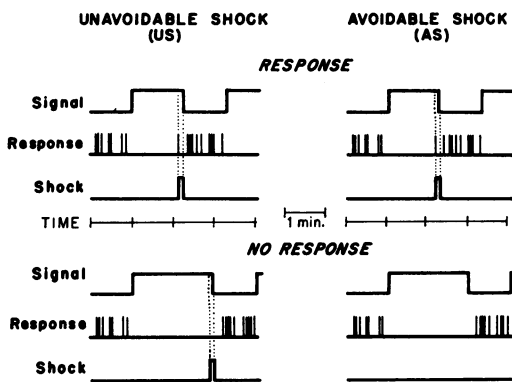 UNAVOIDABLE SHOCK
(US)
AVOIDABLE SHOCK
(AS)
RESPONSE
Signal
Response
Shock
TIME
1 min.
NO RESPONSE
Signal
Response
Shock